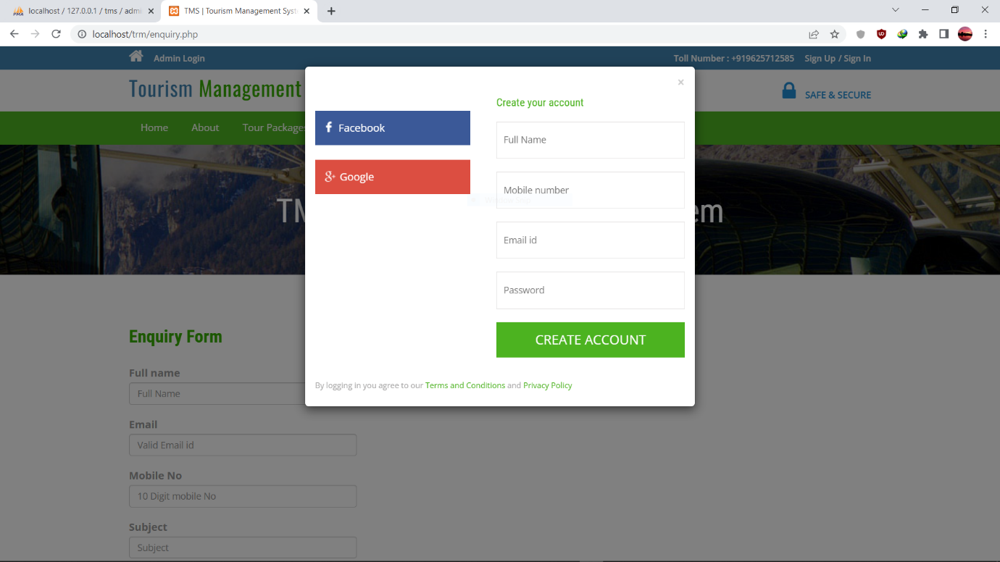 localhost / 127.0.0.1 / tms / admi
TMS | Tourism Management Syst
localhost/trm/enquiry.php
Admin Login
Toll Number : +919625712585
Sign Up / Sign In
Tourism Management
SAFE & SECURE
Home
About
Tour Packages
TM
em
×
Create your account
Facebook
Google
Full Name
Mobile number
Email id
Password
CREATE ACCOUNT
By logging in you agree to our Terms and Conditions and Privacy Policy
Enquiry Form
Full name
Full Name
Email
Valid Email id
Mobile No
10 Digit mobile No
Subject
Subject